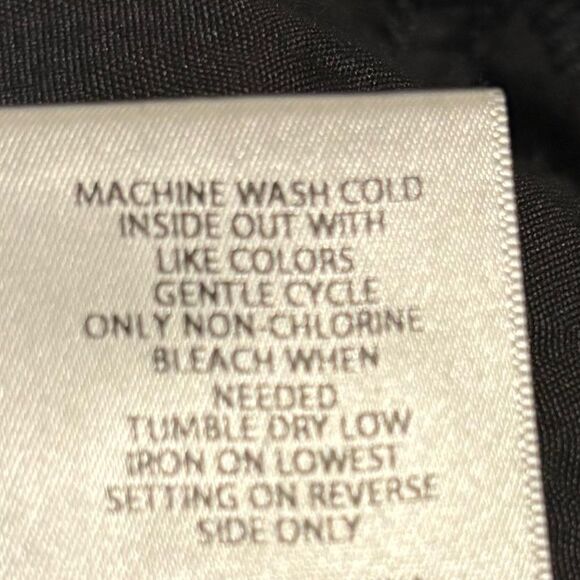 MACHINE WASH COLD
INSIDE OUT WITH
LIKE COLORS
GENTLE CYCLE
ONLY NON-CHLORINE
BLEACH WHEN
NEEDED
TUMBLE DRY LOW
IRON ON LOWEST
SETTING ON REVERSE
SIDE ONLY